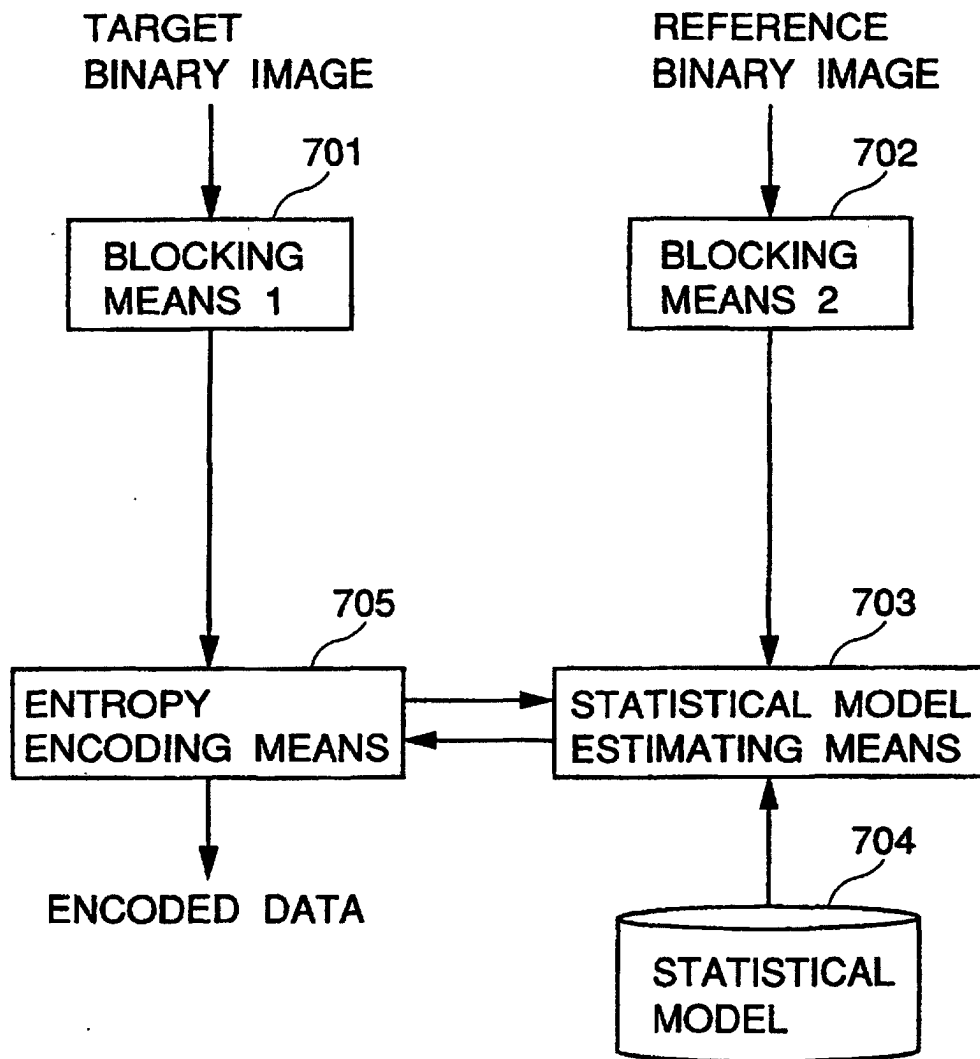 TARGET
BINARY IMAGE
REFERENCE
BINARY IMAGE
701
702
BLOCKING
MEANS 1
BLOCKING
MEANS 2
705
703
ENTROPY
ENCODING MEANS
STATISTICAL MODEL
ESTIMATING MEANS
704
ENCODED DATA
STATISTICAL
MODEL